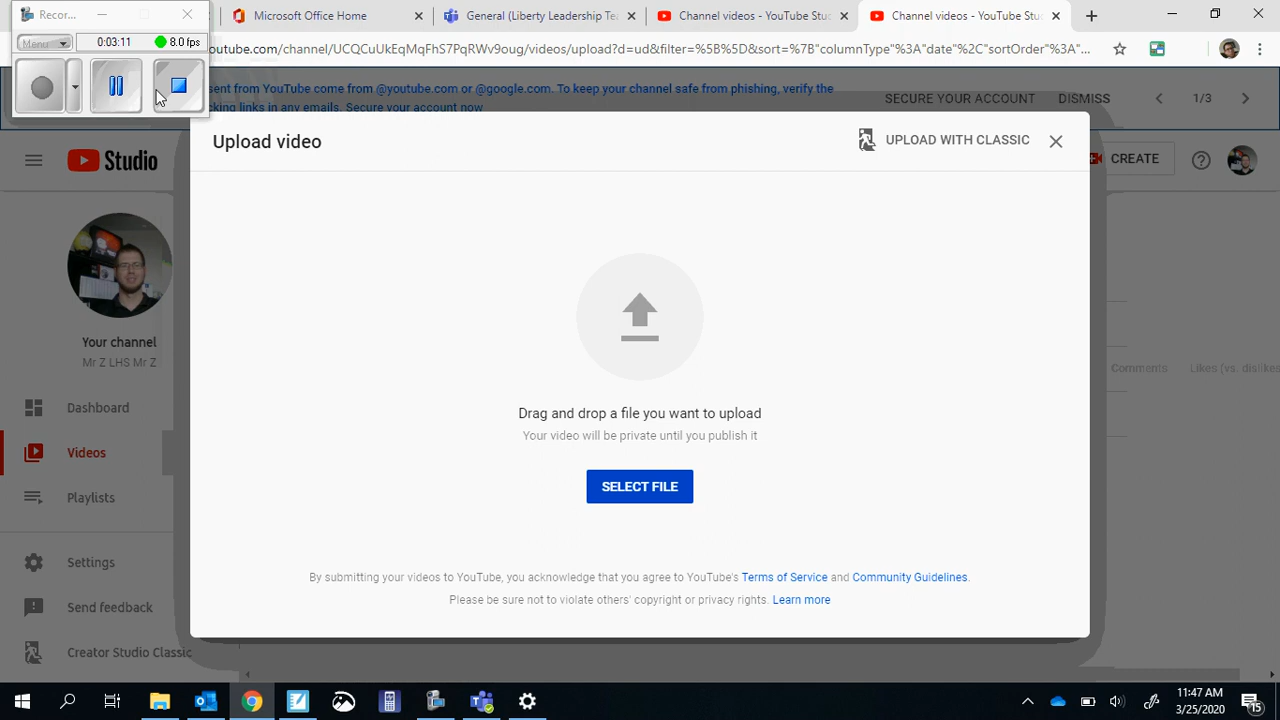 Recor...
Menu
0:03:11
8.0 fps
Microsoft Office Home
General (Liberty Leadership Te
Channel videos - YouTube Stu
Channel videos - YouTube Stu
outube.com/channel/UCQCuUkEqMqFhS7PqRWv9oug/videos/upload?d=ud&filter=%5B%5D&sort=%7B"columnType"%3A"date"%2C"sortOrder"%3A...
sent from YouTube come from @youtube.com or @google.com. To keep your channel safe from phishing, verify the
cking links in any emails. Secure your account now
SECURE YOUR ACCOUNT
DISMISS
1/3
Upload video
UPLOAD WITH CLASSIC
Studio
CREATE
Your channel
Mr Z LHS Mr Z
Dashboard
Videos
Playlists
Settings
Send feedback
Creator Studio Classic
Comments
Likes (vs. dislikes
Drag and drop a file you want to upload
Your video will be private until you publish it
SELECT FILE
By submitting your videos to YouTube, you acknowledge that you agree to YouTube's Terms of Service and Community Guidelines.
Please be sure not to violate others' copyright or privacy rights. Learn more
11:47 AM
3/25/2020
15